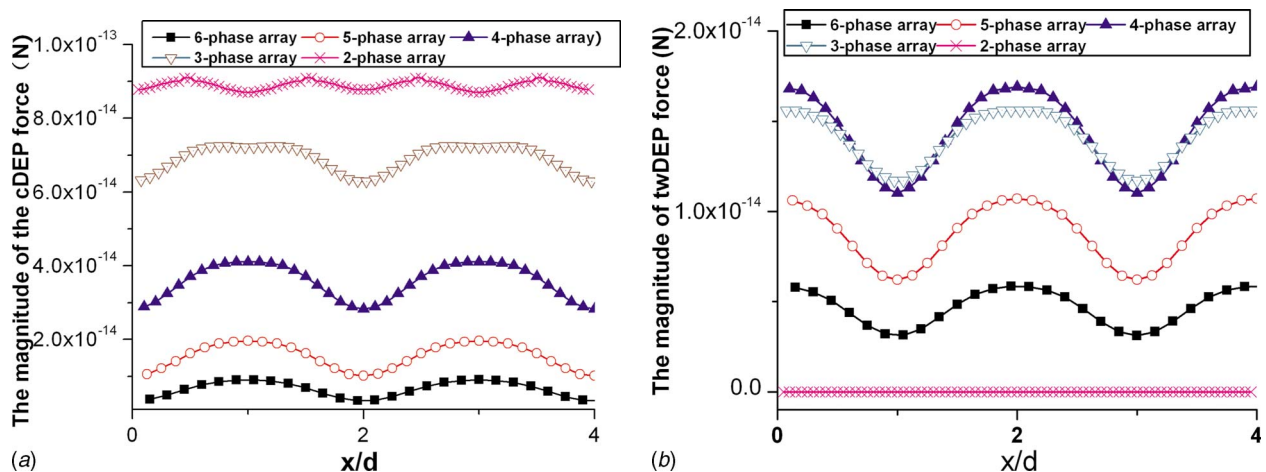 6-phase array 5-phase array 4-phase array)
3-phase array 2-phase array
The magnitude of the cDEP force (N)
1.0x10-13
8.0x10-14
6.0x10-14
4.0x10-14
2.0x10-14
0 2 4
x/d
(a)
6-phase array 5-phase array 4-phase array
3-phase array 2-phase array
The magnitude of twDEP force (N)
2.0x10-14
1.0x10-14
0.0
0 1 2 3 4
x/d
(b)